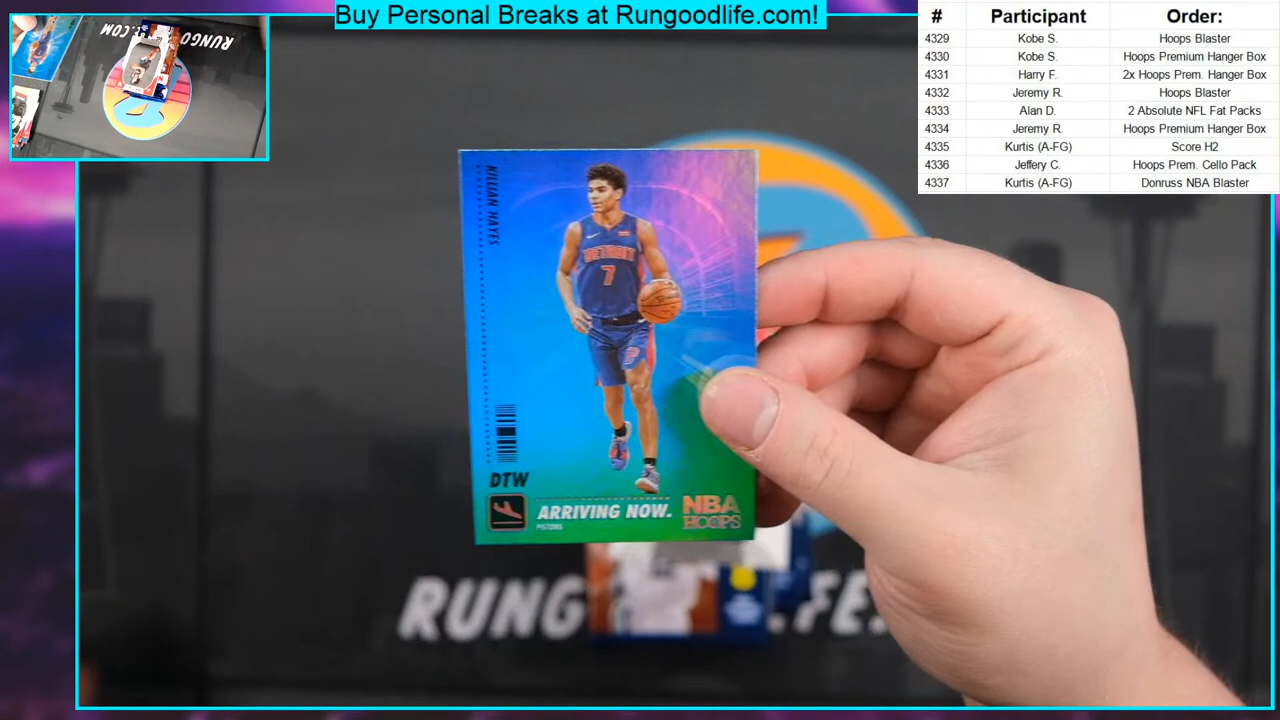 Buy Personal Breaks at Rungoodlife.com!
# Participant Order:
4329 Kobe S. Hoops Blaster
4330 Kobe S. Hoops Premium Hanger Box
4331 Harry F. 2x Hoops Prem. Hanger Box
4332 Jeremy R. Hoops Blaster
4333 Alan D. 2 Absolute NFL Fat Packs
4334 Jeremy R. Hoops Premium Hanger Box
4335 Kurtis (A-FG) Score H2
4336 Jeffery C. Hoops Prem. Cello Pack
4337 Kurtis (A-FG) Donruss NBA Blaster
RUNGOODLIFE.COM
KILLIAN HAYES
DETROIT
7
DTW
ARRIVING NOW.
PISTONS
NBA
HOOPS
RUNG